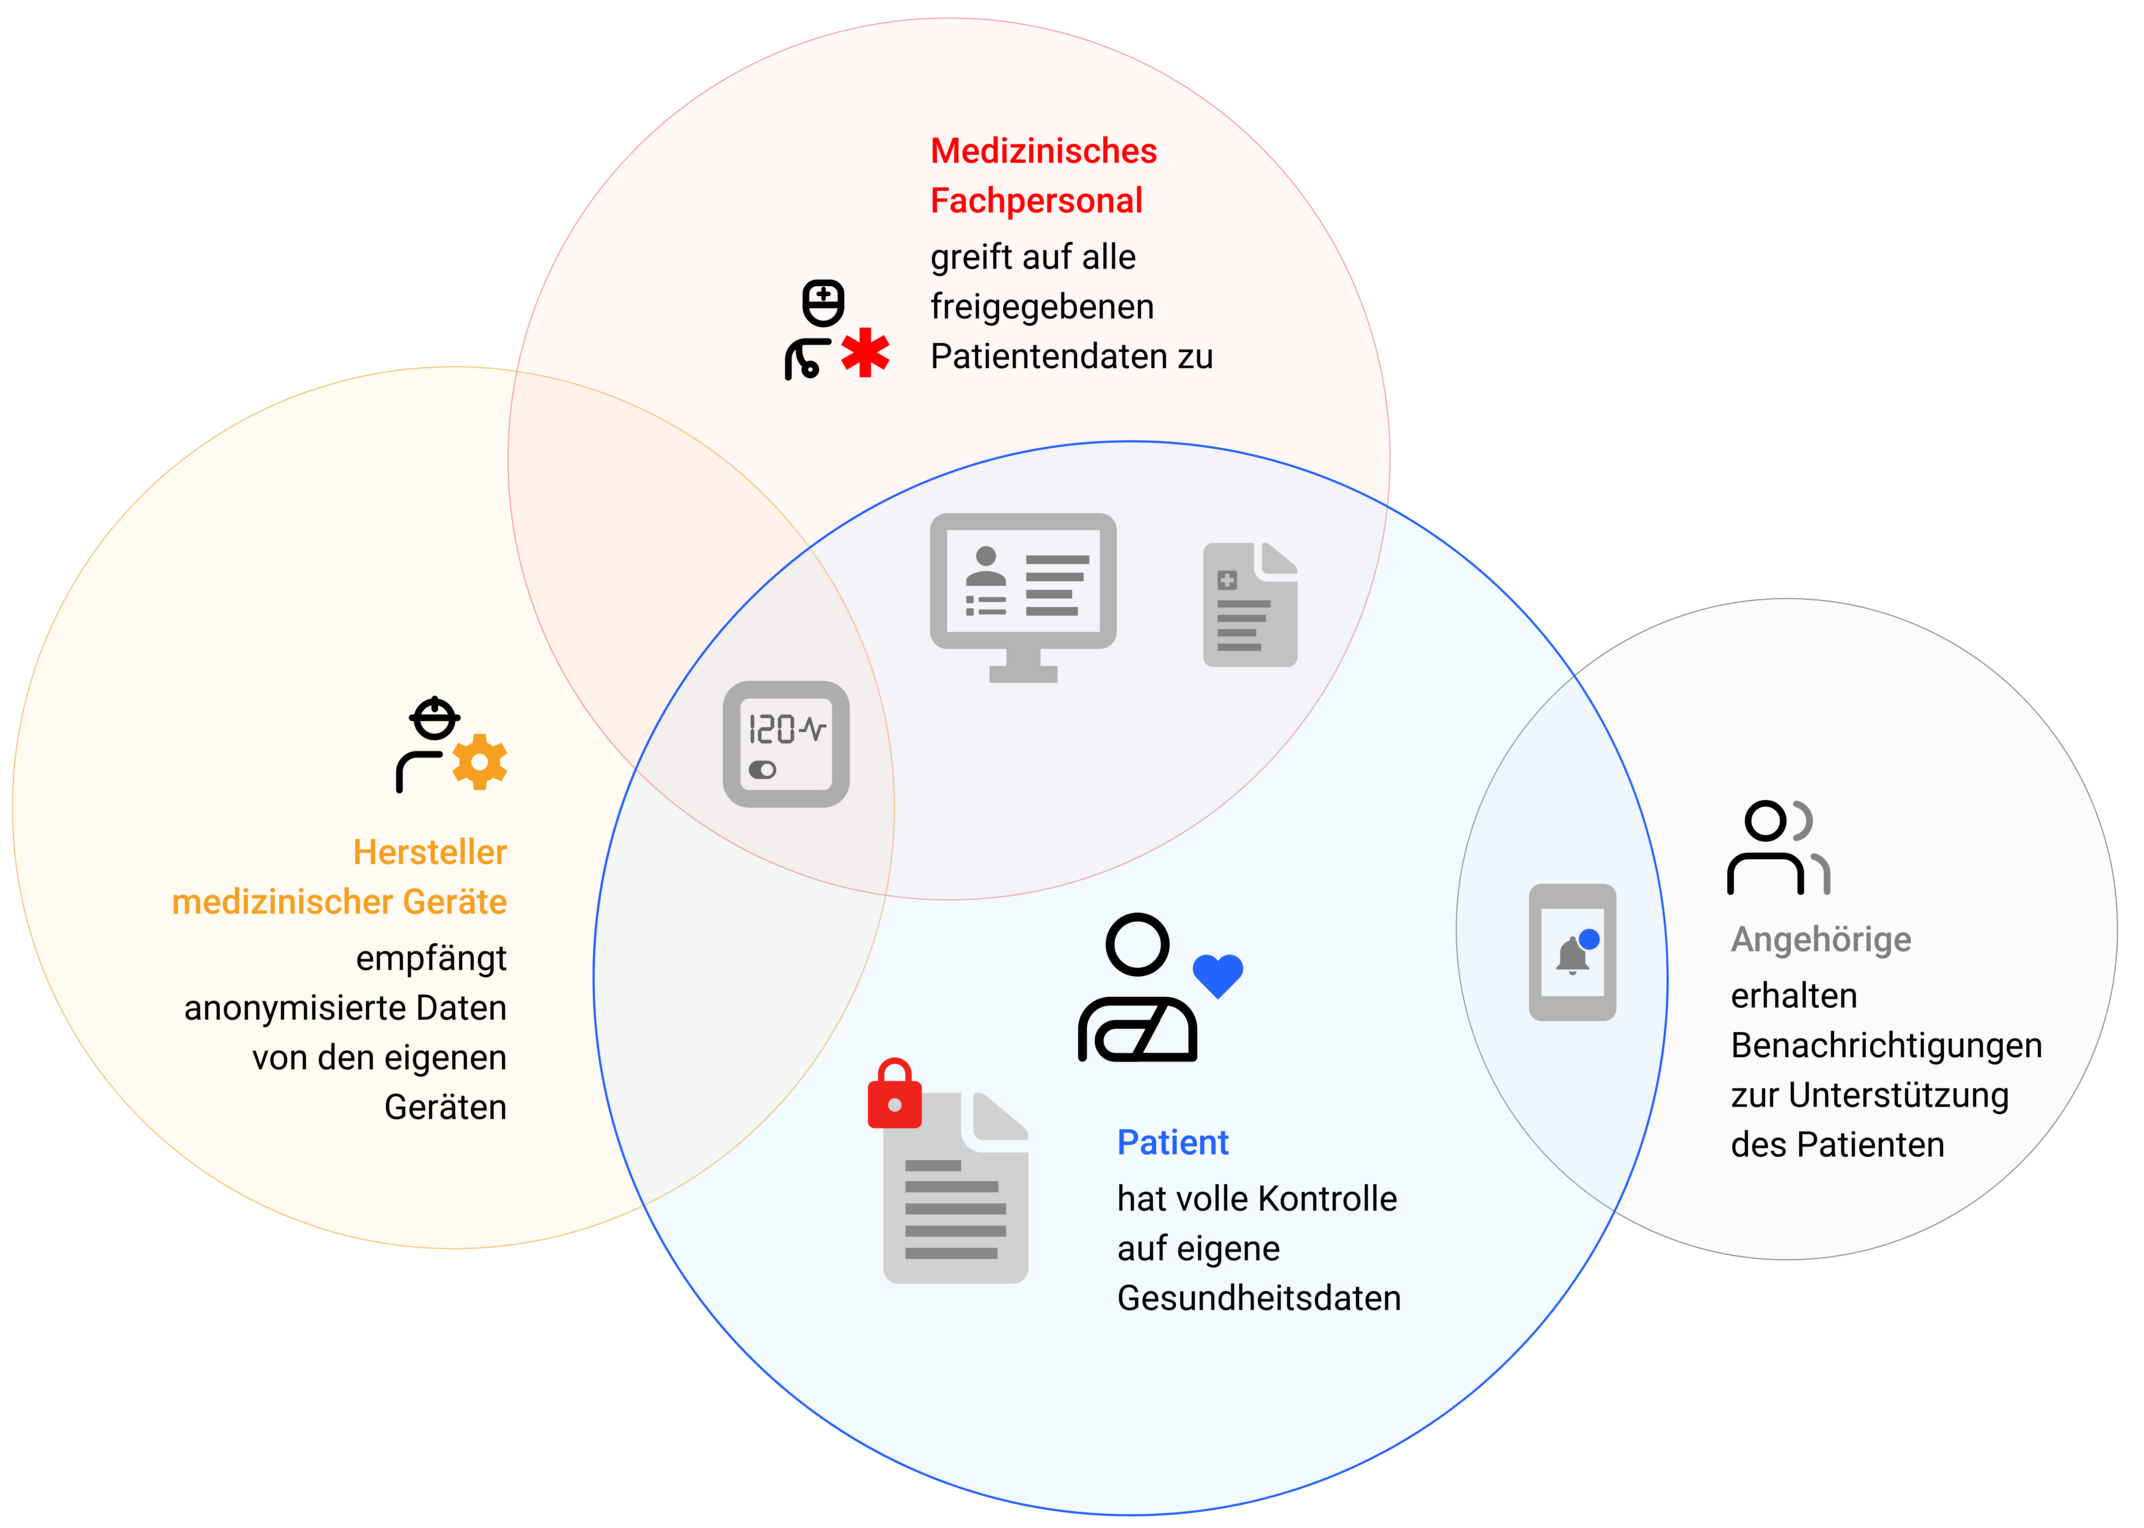 Medizinisches
Fachpersonal
greift auf alle
freigegebenen
Patientendaten zu
120
Hersteller
medizinischer Geräte
empfängt
anonymisierte Daten
von den eigenen
Geräten
Patient
hat volle Kontrolle
auf eigene
Gesundheitsdaten
Angehörige
erhalten
Benachrichtigungen
zur Unterstützung
des Patienten